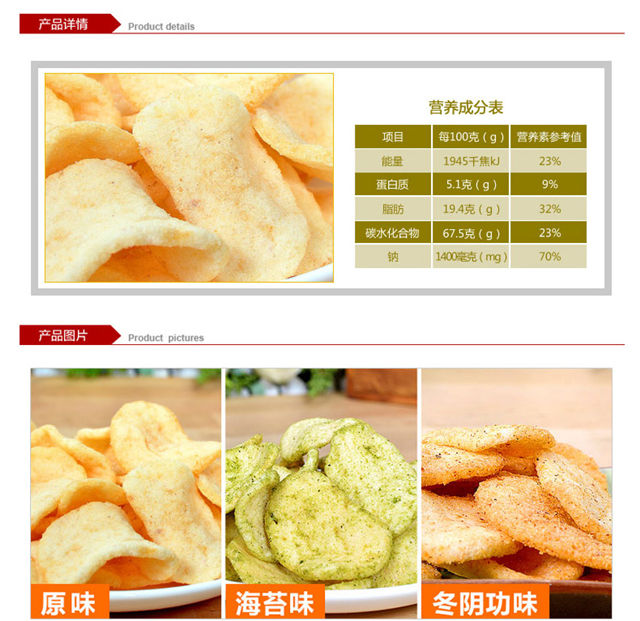 产品详情 Product details
营养成分表
项目 每100克（g） 营养素参考值
能量 1945千焦kJ 23%
蛋白质 5.1克（g） 9%
脂肪 19.4克（g） 32%
碳水化合物 67.5克（g） 23%
钠 1400毫克（mg） 70%
产品图片 Product pictures
原味 海苔味 冬阴功味